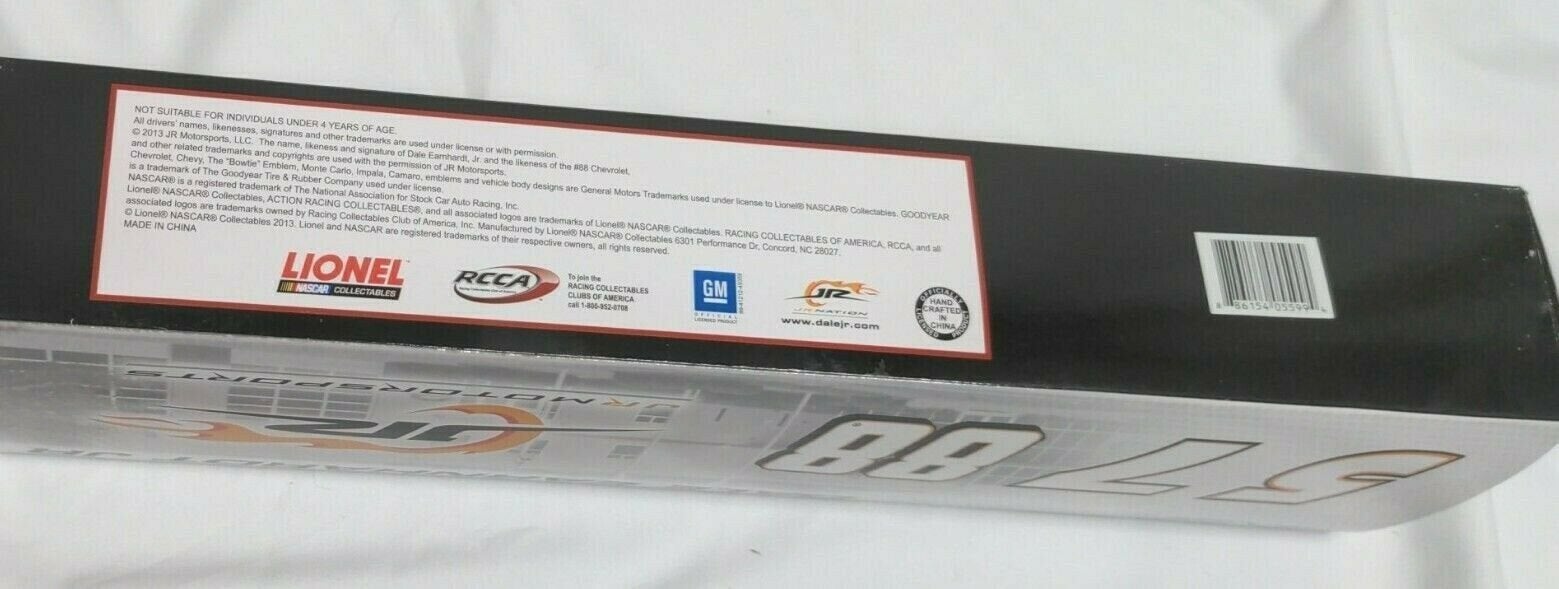 NOT SUITABLE FOR INDIVIDUALS UNDER 4 YEARS OF AGE.
All drivers' names, likenesses, signatures and other trademarks are used under license or with permission.
© 2013 JR Motorsports, LLC. The name, likeness and signature of Dale Earnhardt, Jr. and the likeness of the #88 Chevrolet,
and other related trademarks and copyrights are used with the permission of JR Motorsports.
Chevrolet, Chevy, The "Bowtie" Emblem, Monte Carlo, Impala, Camaro, emblems and vehicle body designs are General Motors Trademarks used under license to Lionel® NASCAR® Collectables. GOODYEAR
is a trademark of The Goodyear Tire & Rubber Company used under license.
NASCAR® is a registered trademark of The National Association for Stock Car Auto Racing, Inc.
Lionel® NASCAR® Collectables, ACTION RACING COLLECTABLES®, and all associated logos are trademarks of Lionel® NASCAR® Collectables. RACING COLLECTABLES OF AMERICA, RCCA, and all
associated logos are trademarks owned by Racing Collectables Club of America, Inc. Manufactured by Lionel® NASCAR® Collectables 6301 Performance Dr, Concord, NC 28027.
© Lionel® NASCAR® Collectables 2013. Lionel and NASCAR are registered trademarks of their respective owners, all rights reserved.
MADE IN CHINA
LIONEL™
NASCAR COLLECTABLES
RCCA
To join the
RACING COLLECTABLES
CLUBS OF AMERICA
call 1-800-952-0708
GM
OFFICIAL
LICENSED PRODUCT
JR
JR NATION
www.dalejr.com
OFFICIALLY
HAND
CRAFTED
IN
CHINA
LICENSED PRODUCT
8 86154 05599
JR MOTORSPORTS
JR
88
7
5